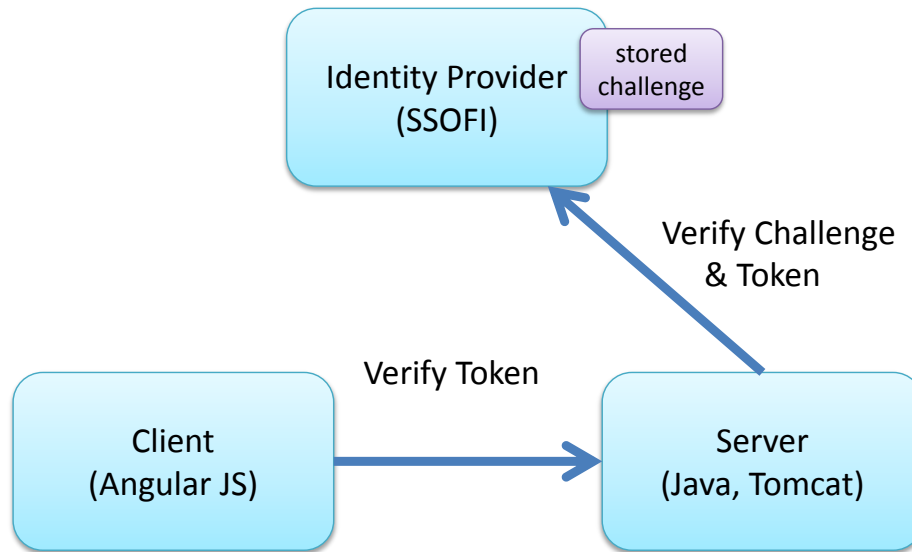 Identity Provider
(SSOFI)
stored
challenge
Verify Challenge
& Token
Verify Token
Client
(Angular JS)
Server
(Java, Tomcat)